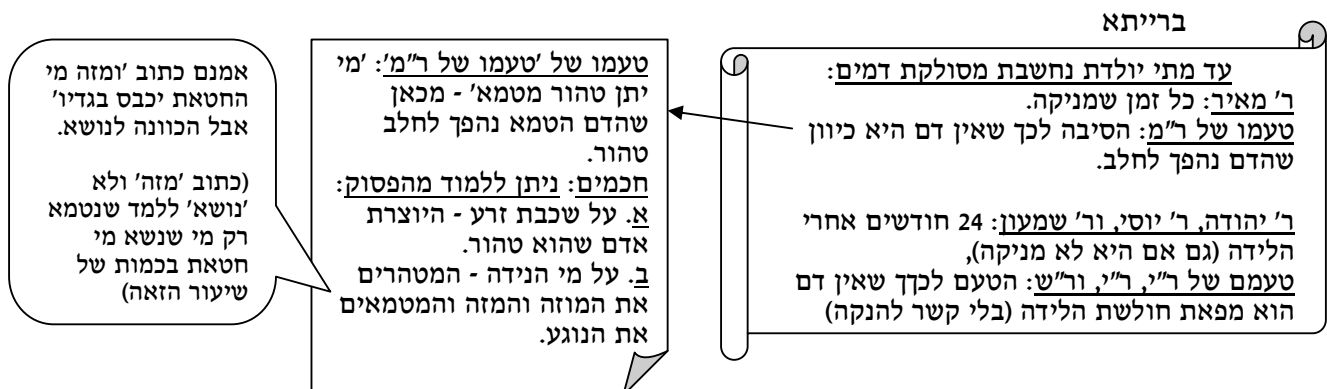 ברייתא
עד מתי יולדת נחשבת מסולקת דמים:
ר' מאיר: כל זמן שמניקה.
טעמו של ר"מ: הסיבה לכך שאין דם היא כיוון
שהדם נהפך לחלב.
ר' יהודה, ר' יוסי, ור' שמעון: 24 חודשים אחרי
הלידה (גם אם היא לא מניקה),
טעמם של ר"י, ר"י, ור"ש: הטעם לכךך שאין דם
הוא מפאת חולשת הלידה (בלי קשר להנקה)
טעמו של 'טעמו של ר"מ': 'מי
יתן טהור מטמא' - מכאן
שהדם הטמא נהפך לחלב
טהור.
חכמים: ניתן ללמוד מהפסוק:
א. על שכבת זרע - היוצרת
אדם שהוא טהור.
ב. על מי הנידה - המטהרים
את המוזה והמזה והמטמאים
את הנוגע.
אמנם כתוב 'ומזה מי
החטאת יכבס בגדיו'
אבל הכוונה לנושא.
(כתוב 'מזה' ולא
'נושא' ללמד שנטמא
רק מי שנשא מי
חטאת בכמות של
שיעור הזאה)